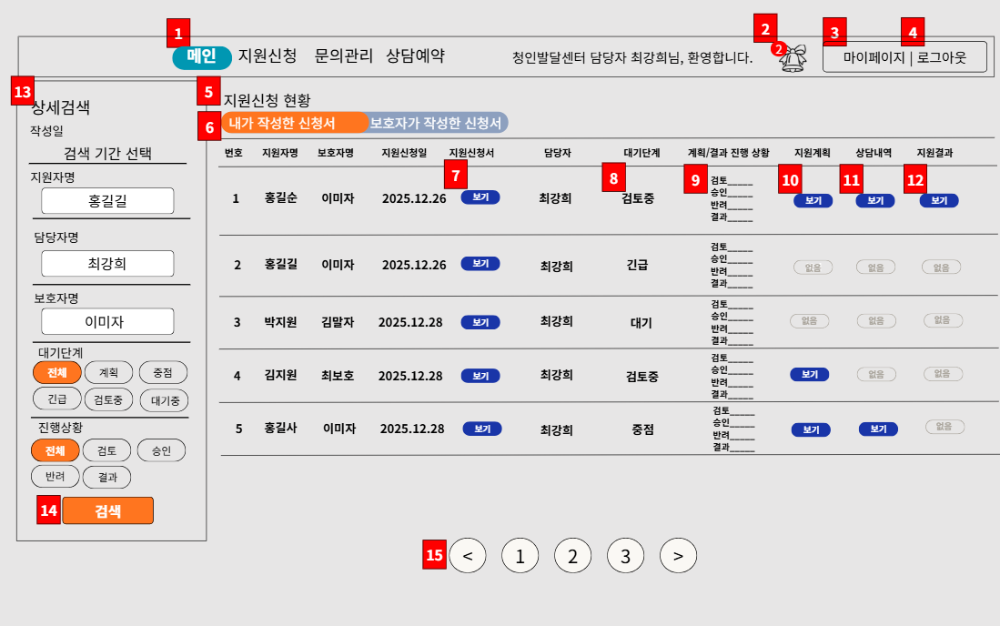 1
2
3
4
메인 지원신청 문의관리 상담예약
청인발달센터 담당자 최강희님, 환영합니다.
2
마이페이지 | 로그아웃
13
상세검색
작성일
검색 기간 선택
지원자명
홍길길
담당자명
최강희
보호자명
이미자
대기단계
전체 계획 중점
긴급 검토중 대기중
진행상황
전체 검토 승인
반려 결과
14
검색
5
지원신청 현황
6
내가 작성한 신청서 보호자가 작성한 신청서
번호 지원자명 보호자명 지원신청일 지원신청서 담당자 대기단계 계획/결과 진행 상황 지원계획 상담내역 지원결과
7 8 9 10 11 12
1 홍길순 이미자 2025.12.26 보기 최강희 검토중
검토_____
승인_____
반려_____
결과_____
보기 보기 보기
2 홍길길 이미자 2025.12.26 보기 최강희 긴급
검토_____
승인_____
반려_____
결과_____
없음 없음 없음
3 박지원 김말자 2025.12.28 보기 최강희 대기
검토_____
승인_____
반려_____
결과_____
없음 없음 없음
4 김지원 최보호 2025.12.28 보기 최강희 검토중
검토_____
승인_____
반려_____
결과_____
보기 없음 없음
5 홍길사 이미자 2025.12.28 보기 최강희 중점
검토_____
승인_____
반려_____
결과_____
보기 보기 없음
15
< 1 2 3 >